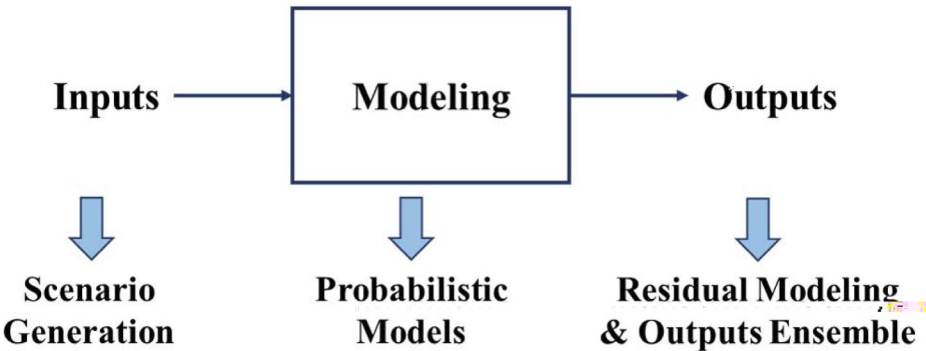 Inputs
Modeling
Outputs
Scenario
Generation
Probabilistic
Models
Residual Modeling
& Outputs Ensemble